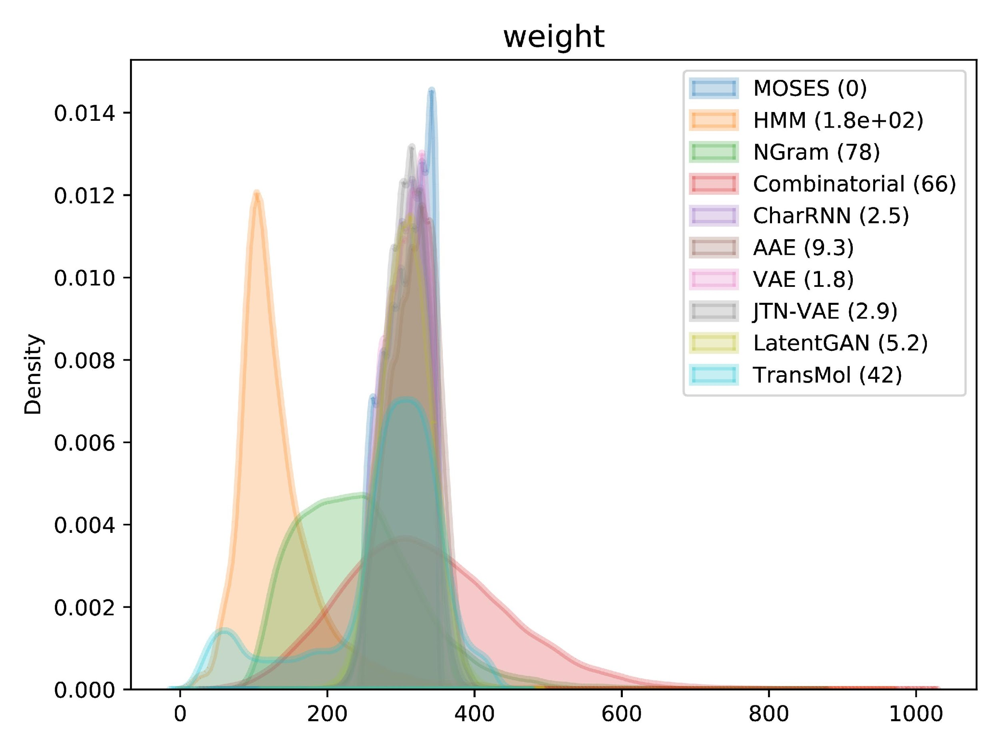 weight
Density
0.014
0.012
0.010
0.008
0.006
0.004
0.002
0.000
0
200
400
600
800
1000
MOSES (0)
HMM (1.8e+02)
NGram (78)
Combinatorial (66)
CharRNN (2.5)
AAE (9.3)
VAE (1.8)
JTN-VAE (2.9)
LatentGAN (5.2)
TransMol (42)